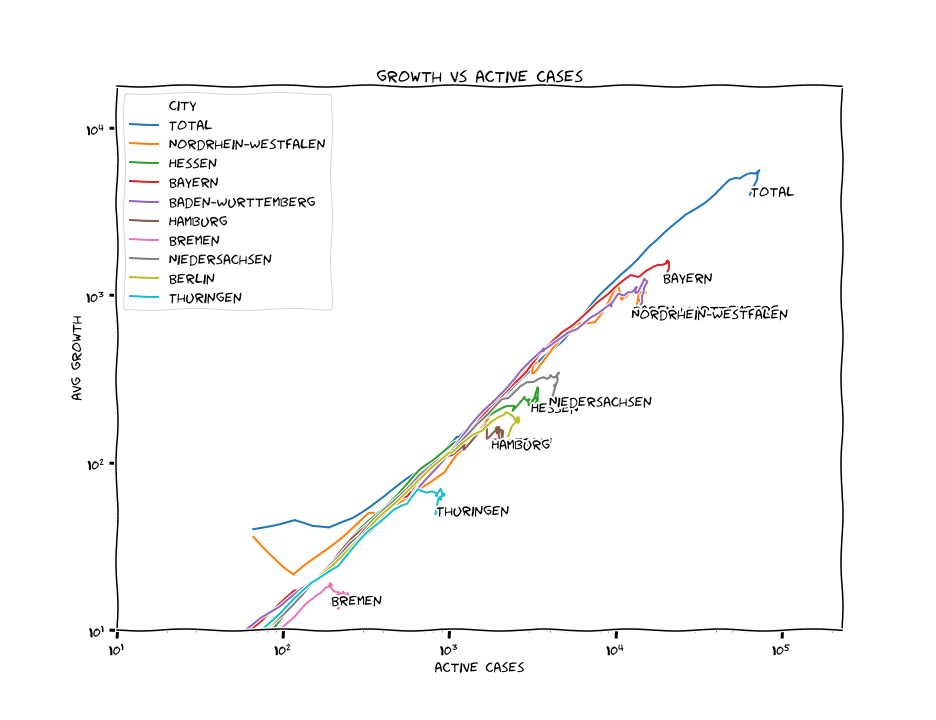 GROWTH VS ACTIVE CASES
CITY
TOTAL
NORDRHEIN-WESTFALEN
HESSEN
BAYERN
BADEN-WURTTEMBERG
HAMBURG
BREMEN
NIEDERSACHSEN
BERLIN
THURINGEN
10⁴
10³
10²
10¹
AVG GROWTH
TOTAL
BAYERN
NORDRHEIN-WESTFALEN
NIEDERSACHSEN
HESSEN
HAMBURG
THURINGEN
BREMEN
10¹
10²
10³
10⁴
10⁵
ACTIVE CASES